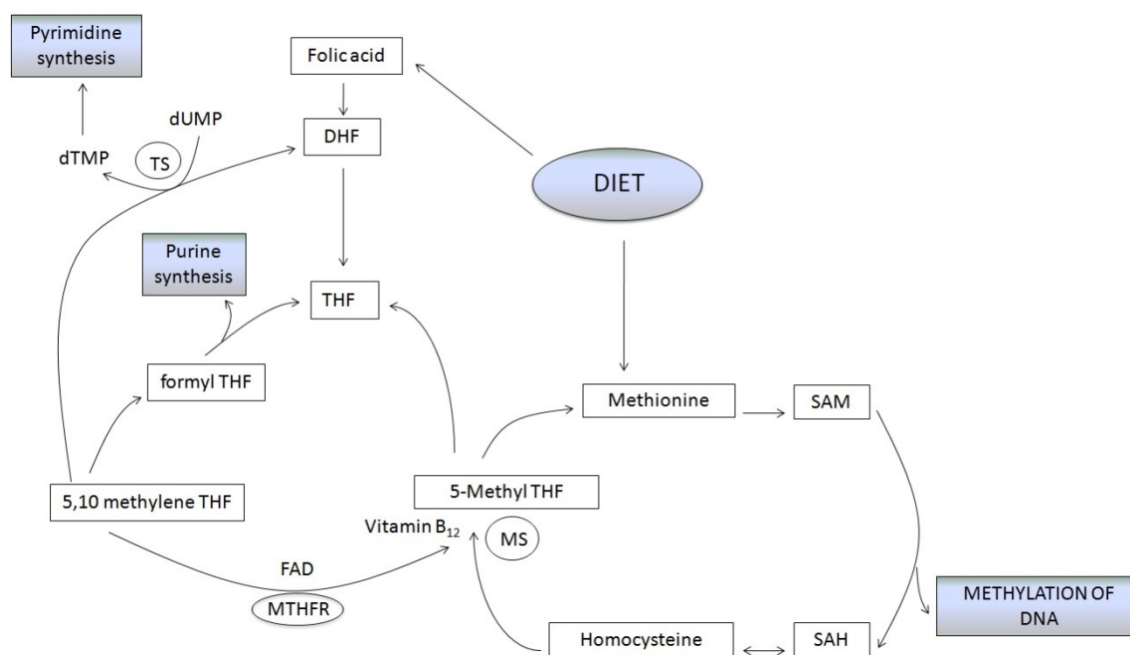 Pyrimidine
synthesis
Folic acid
dUMP
DHF
dTMP
TS
DIET
Purine
synthesis
THF
formyl THF
Methionine
SAM
5,10 methylene THF
5-Methyl THF
Vitamin B₁₂
MS
FAD
MTHFR
METHYLATION OF
DNA
Homocysteine
SAH